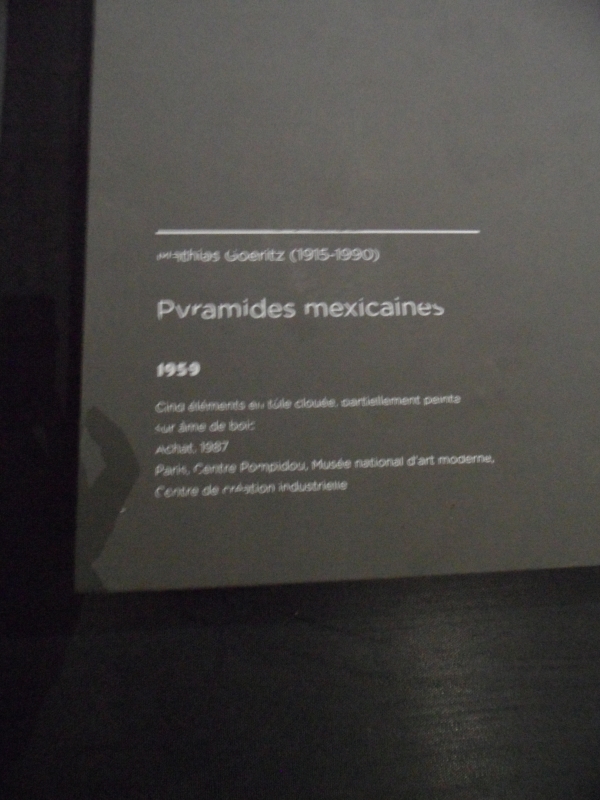 Mathias Goeritz (1915-1990)
Pyramides mexicaines
1959
Cinq éléments en tôle clouée, partiellement peinte
sur âme de bois
Achat, 1987
Paris, Centre Pompidou, Musée national d'art moderne,
Centre de création industrielle